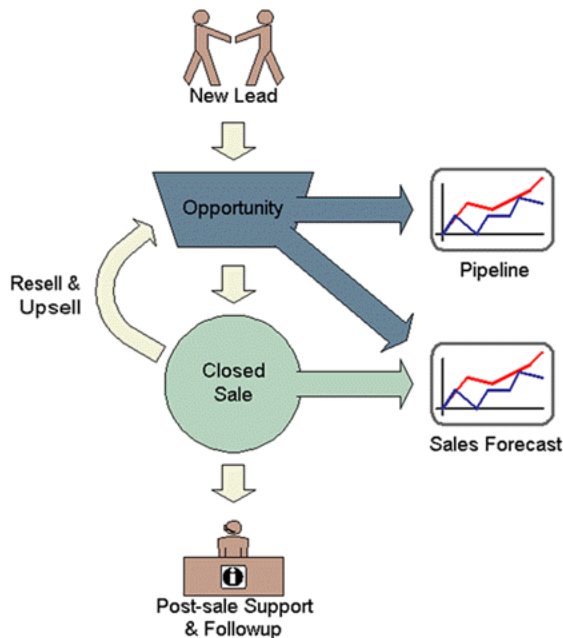 New Lead
Opportunity
Pipeline
Resell &
Upsell
Closed
Sale
Sales Forecast
i
Post-sale Support
& Followup